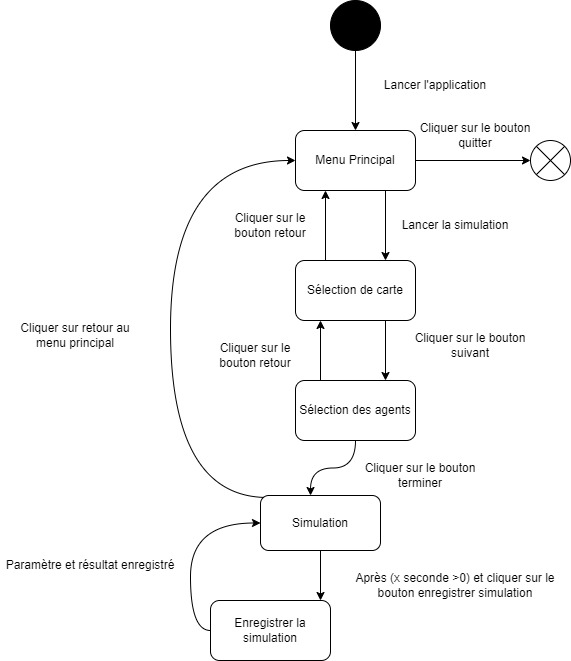 Lancer l'application
Cliquer sur le bouton
quitter
Menu Principal
Cliquer sur le
bouton retour
Lancer la simulation
Sélection de carte
Cliquer sur retour au
menu principal
Cliquer sur le
bouton retour
Cliquer sur le bouton
suivant
Sélection des agents
Cliquer sur le bouton
terminer
Simulation
Paramètre et résultat enregistré
Après (x seconde >0) et cliquer sur le
bouton enregistrer simulation
Enregistrer la
simulation